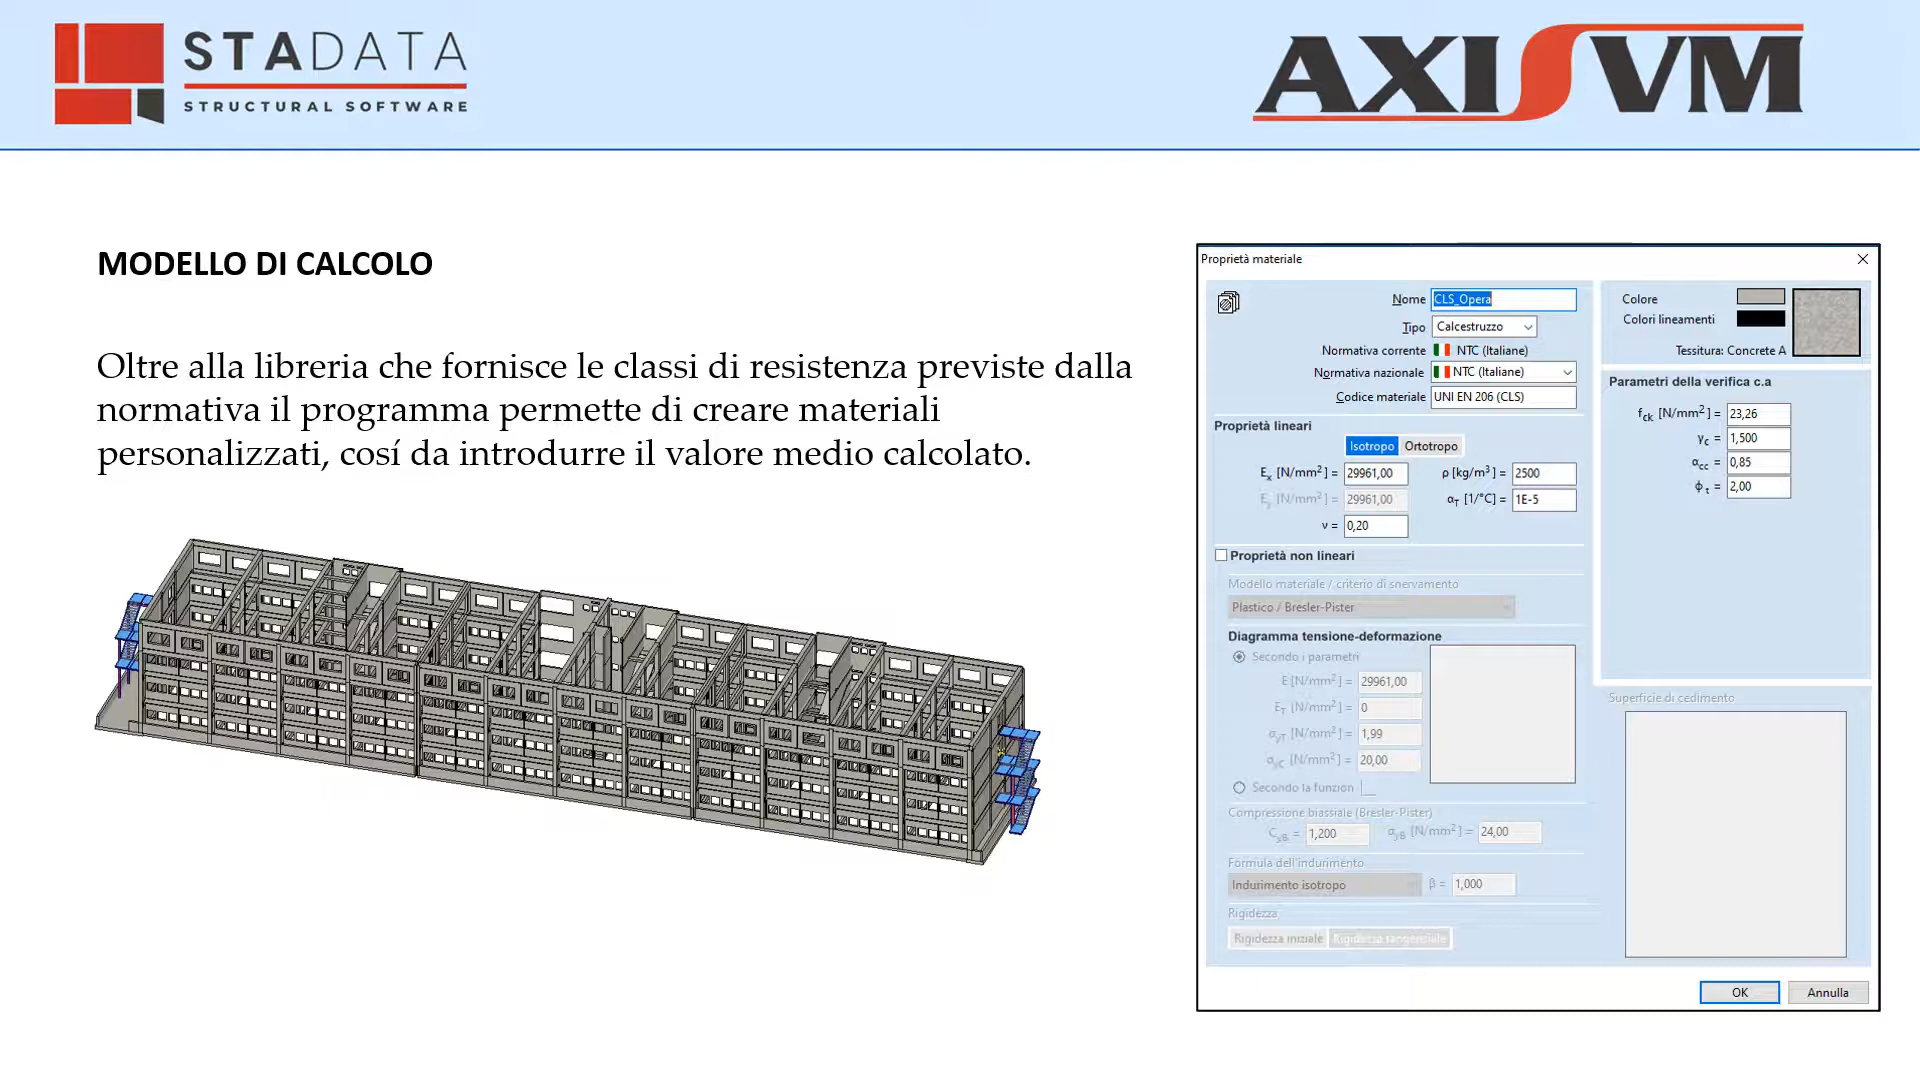 STADATA
STRUCTURAL SOFTWARE
AXISVM
MODELLO DI CALCOLO
Oltre alla libreria che fornisce le classi di resistenza previste dalla
normativa il programma permette di creare materiali
personalizzati, cosí da introdurre il valore medio calcolato.
Proprietà materiale
Nome CLS_Opera
Tipo Calcestruzzo
Normativa corrente NTC (Italiane)
Normativa nazionale NTC (Italiane)
Codice materiale UNI EN 206 (CLS)
Proprietà lineari
Isotropo Ortotropo
Ex [N/mm²] = 29961,00 ρ [kg/m³] = 2500
Ey [N/mm²] = 29961,00 αT [1/°C] = 1E-5
ν = 0,20
Proprietà non lineari
Modello materiale / criterio di snervamento
Plastico / Bresler-Pister
Diagramma tensione-deformazione
Secondo i parametri
E [N/mm²] = 29961,00
ET [N/mm²] = 0
σyT [N/mm²] = 1,99
σyC [N/mm²] = 20,00
Secondo la funzion
Compressione biassiale (Bresler-Pister)
CyB = 1,200 σyB [N/mm²] = 24,00
Formula dell'indurimento
Indurimento isotropo β = 1,000
Rigidezza
Rigidezza iniziale Rigidezza tangenziale
Colore
Colori lineamenti
Tessitura: Concrete A
Parametri della verifica c.a
fck [N/mm²] = 23,26
γc = 1,500
αcc = 0,85
ϕt = 2,00
Superficie di cedimento
OK Annulla